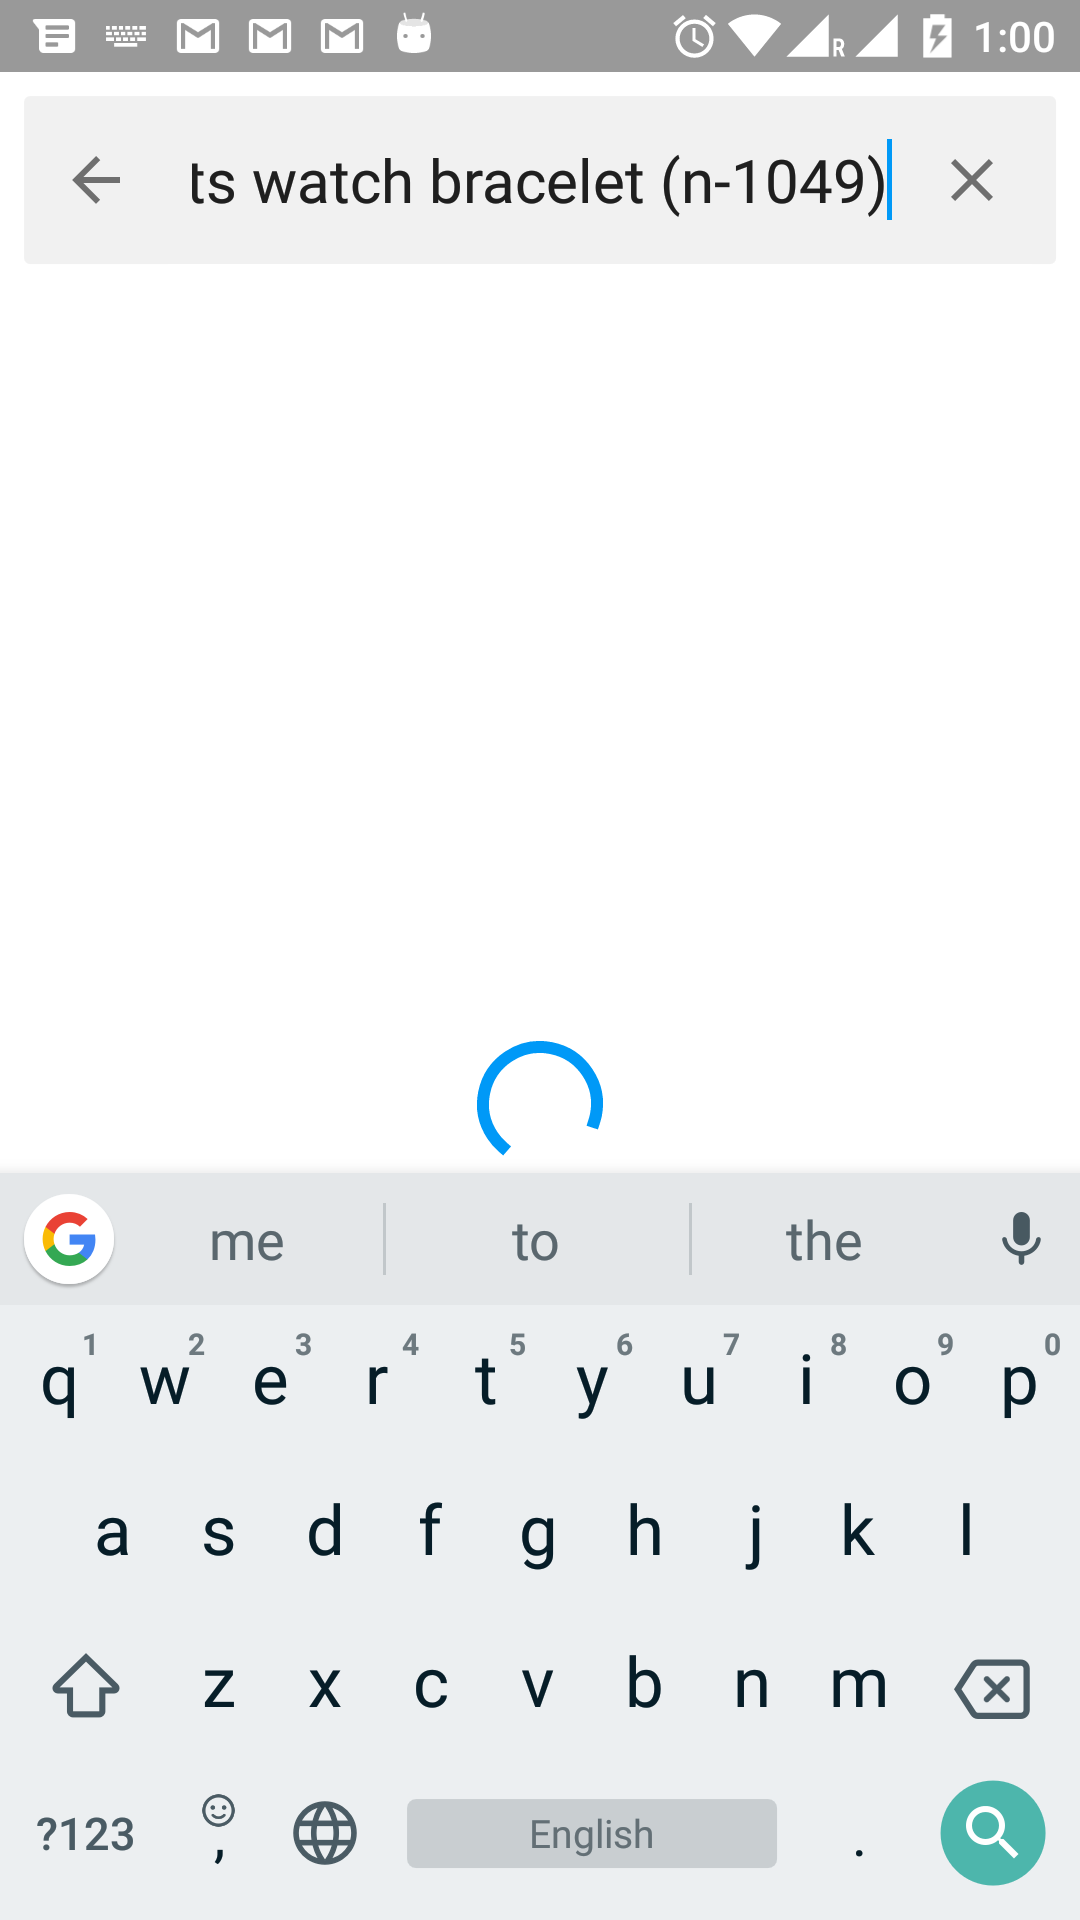 R 1:00
ts watch bracelet (n-1049)
me to the
1 2 3 4 5 6 7 8 9 0
q w e r t y u i o p
a s d f g h j k l
z x c v b n m
?123 , English .